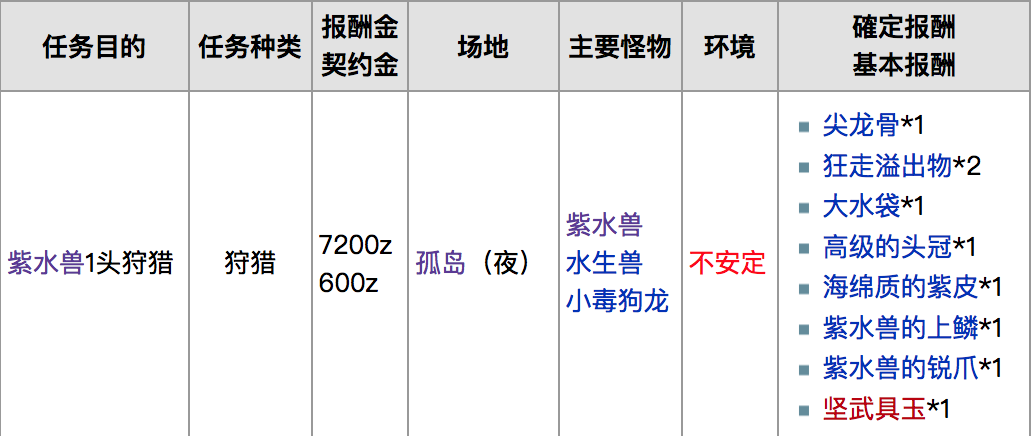 任务目的
任务种类
报酬金
契约金
场地
主要怪物
环境
確定报酬
基本报酬
紫水兽1头狩猎
狩猎
7200z
600z
孤岛（夜）
紫水兽
水生兽
小毒狗龙
不安定
尖龙骨*1
狂走溢出物*2
大水袋*1
高级的头冠*1
海绵质的紫皮*1
紫水兽的上鳞*1
紫水兽的锐爪*1
坚武具玉*1